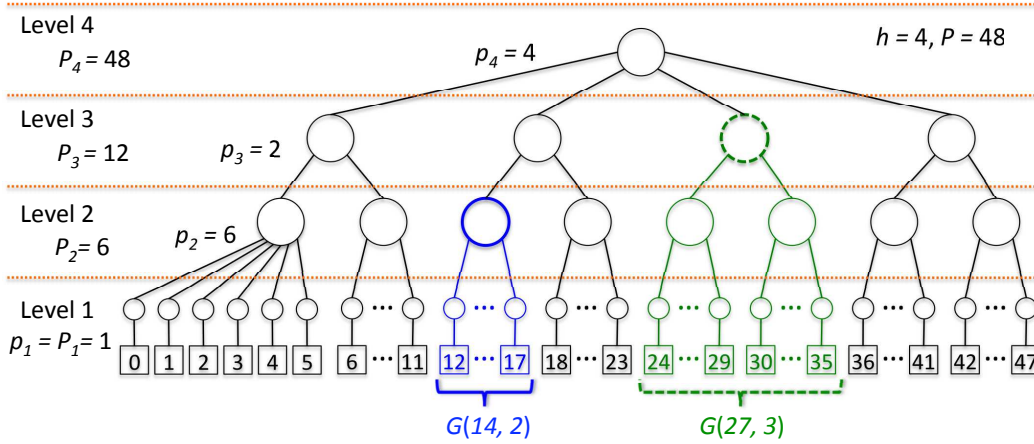 Level 4
P4 = 48
p4 = 4
h = 4, P = 48
Level 3
P3 = 12
p3 = 2
Level 2
P2= 6
p2 = 6
Level 1
p1 = P1= 1
... ... ... ... ... ... ...
0 1 2 3 4 5 6 ... 11 12 ... 17 18 ... 23 24 ... 29 30 ... 35 36 ... 41 42 ... 47
G(14, 2) G(27, 3)